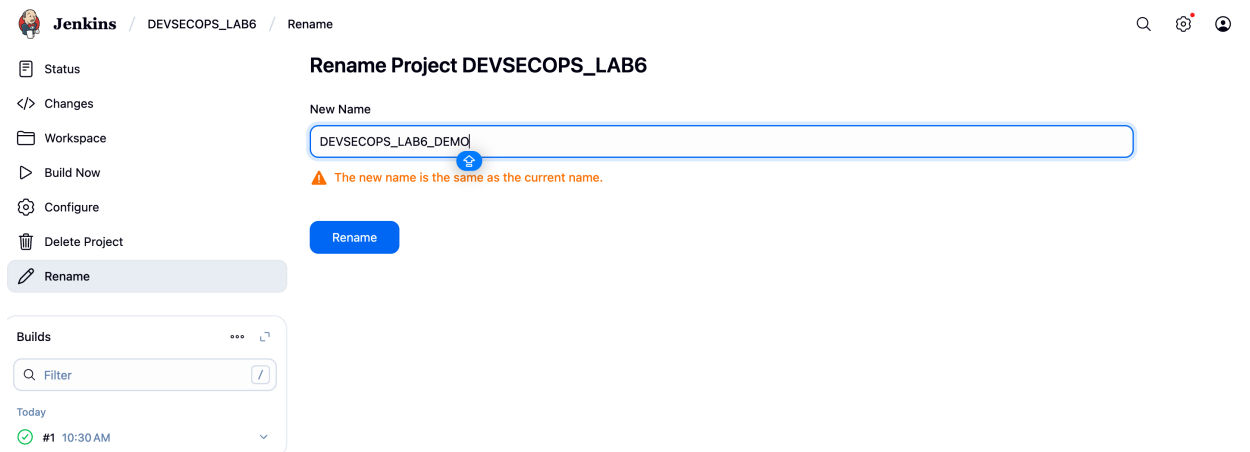 Jenkins / DEVSECOPS_LAB6 / Rename
Status
Changes
Workspace
Build Now
Configure
Delete Project
Rename
Builds
Filter /
Today
#1 10:30 AM
Rename Project DEVSECOPS_LAB6
New Name
DEVSECOPS_LAB6_DEMO
The new name is the same as the current name.
Rename